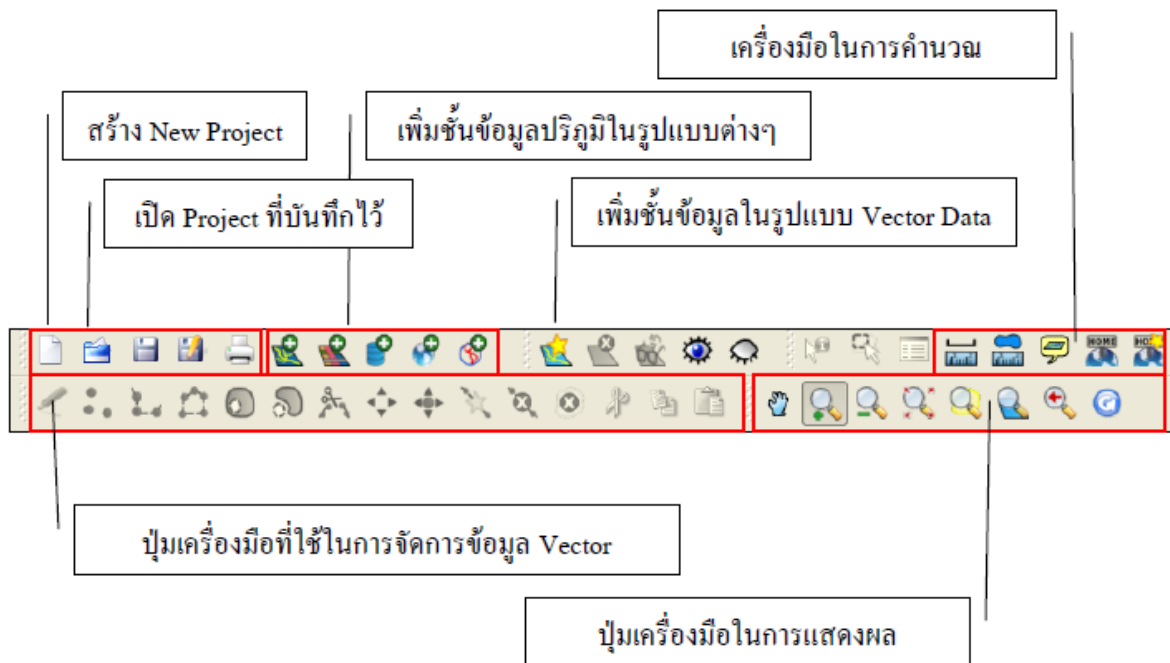 เครื่องมือในการคำนวณ
สร้าง New Project
เพิ่มชั้นข้อมูลปริภูมิในรูปแบบต่างๆ
เปิด Project ที่บันทึกไว้
เพิ่มชั้นข้อมูลในรูปแบบ Vector Data
HOME
ปุ่มเครื่องมือที่ใช้ในการจัดการข้อมูล Vector
ปุ่มเครื่องมือในการแสดงผล